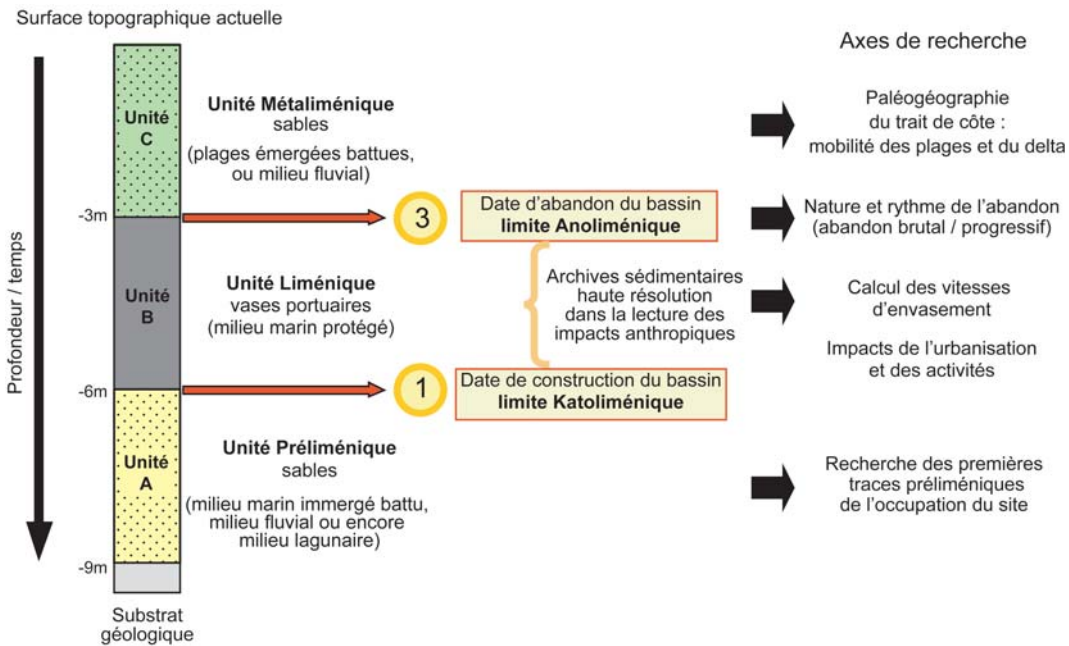 Surface topographique actuelle
Profondeur / temps
Unité
C
-3m
Unité
B
-6m
Unité
A
-9m
Substrat
géologique
Unité Métaliménique
sables
(plages émergées battues,
ou milieu fluvial)
Unité Liménique
vases portuaires
(milieu marin protégé)
Unité Préliménique
sables
(milieu marin immergé battu,
milieu fluvial ou encore
milieu lagunaire)
3
Date d'abandon du bassin
limite Anoliménique
Archives sédimentaires
haute résolution
dans la lecture des
impacts anthropiques
1
Date de construction du bassin
limite Katoliménique
Axes de recherche
Paléogéographie
du trait de côte :
mobilité des plages et du delta
Nature et rythme de l'abandon
(abandon brutal / progressif)
Calcul des vitesses
d'envasement
Impacts de l'urbanisation
et des activités
Recherche des premières
traces préliméniques
de l'occupation du site